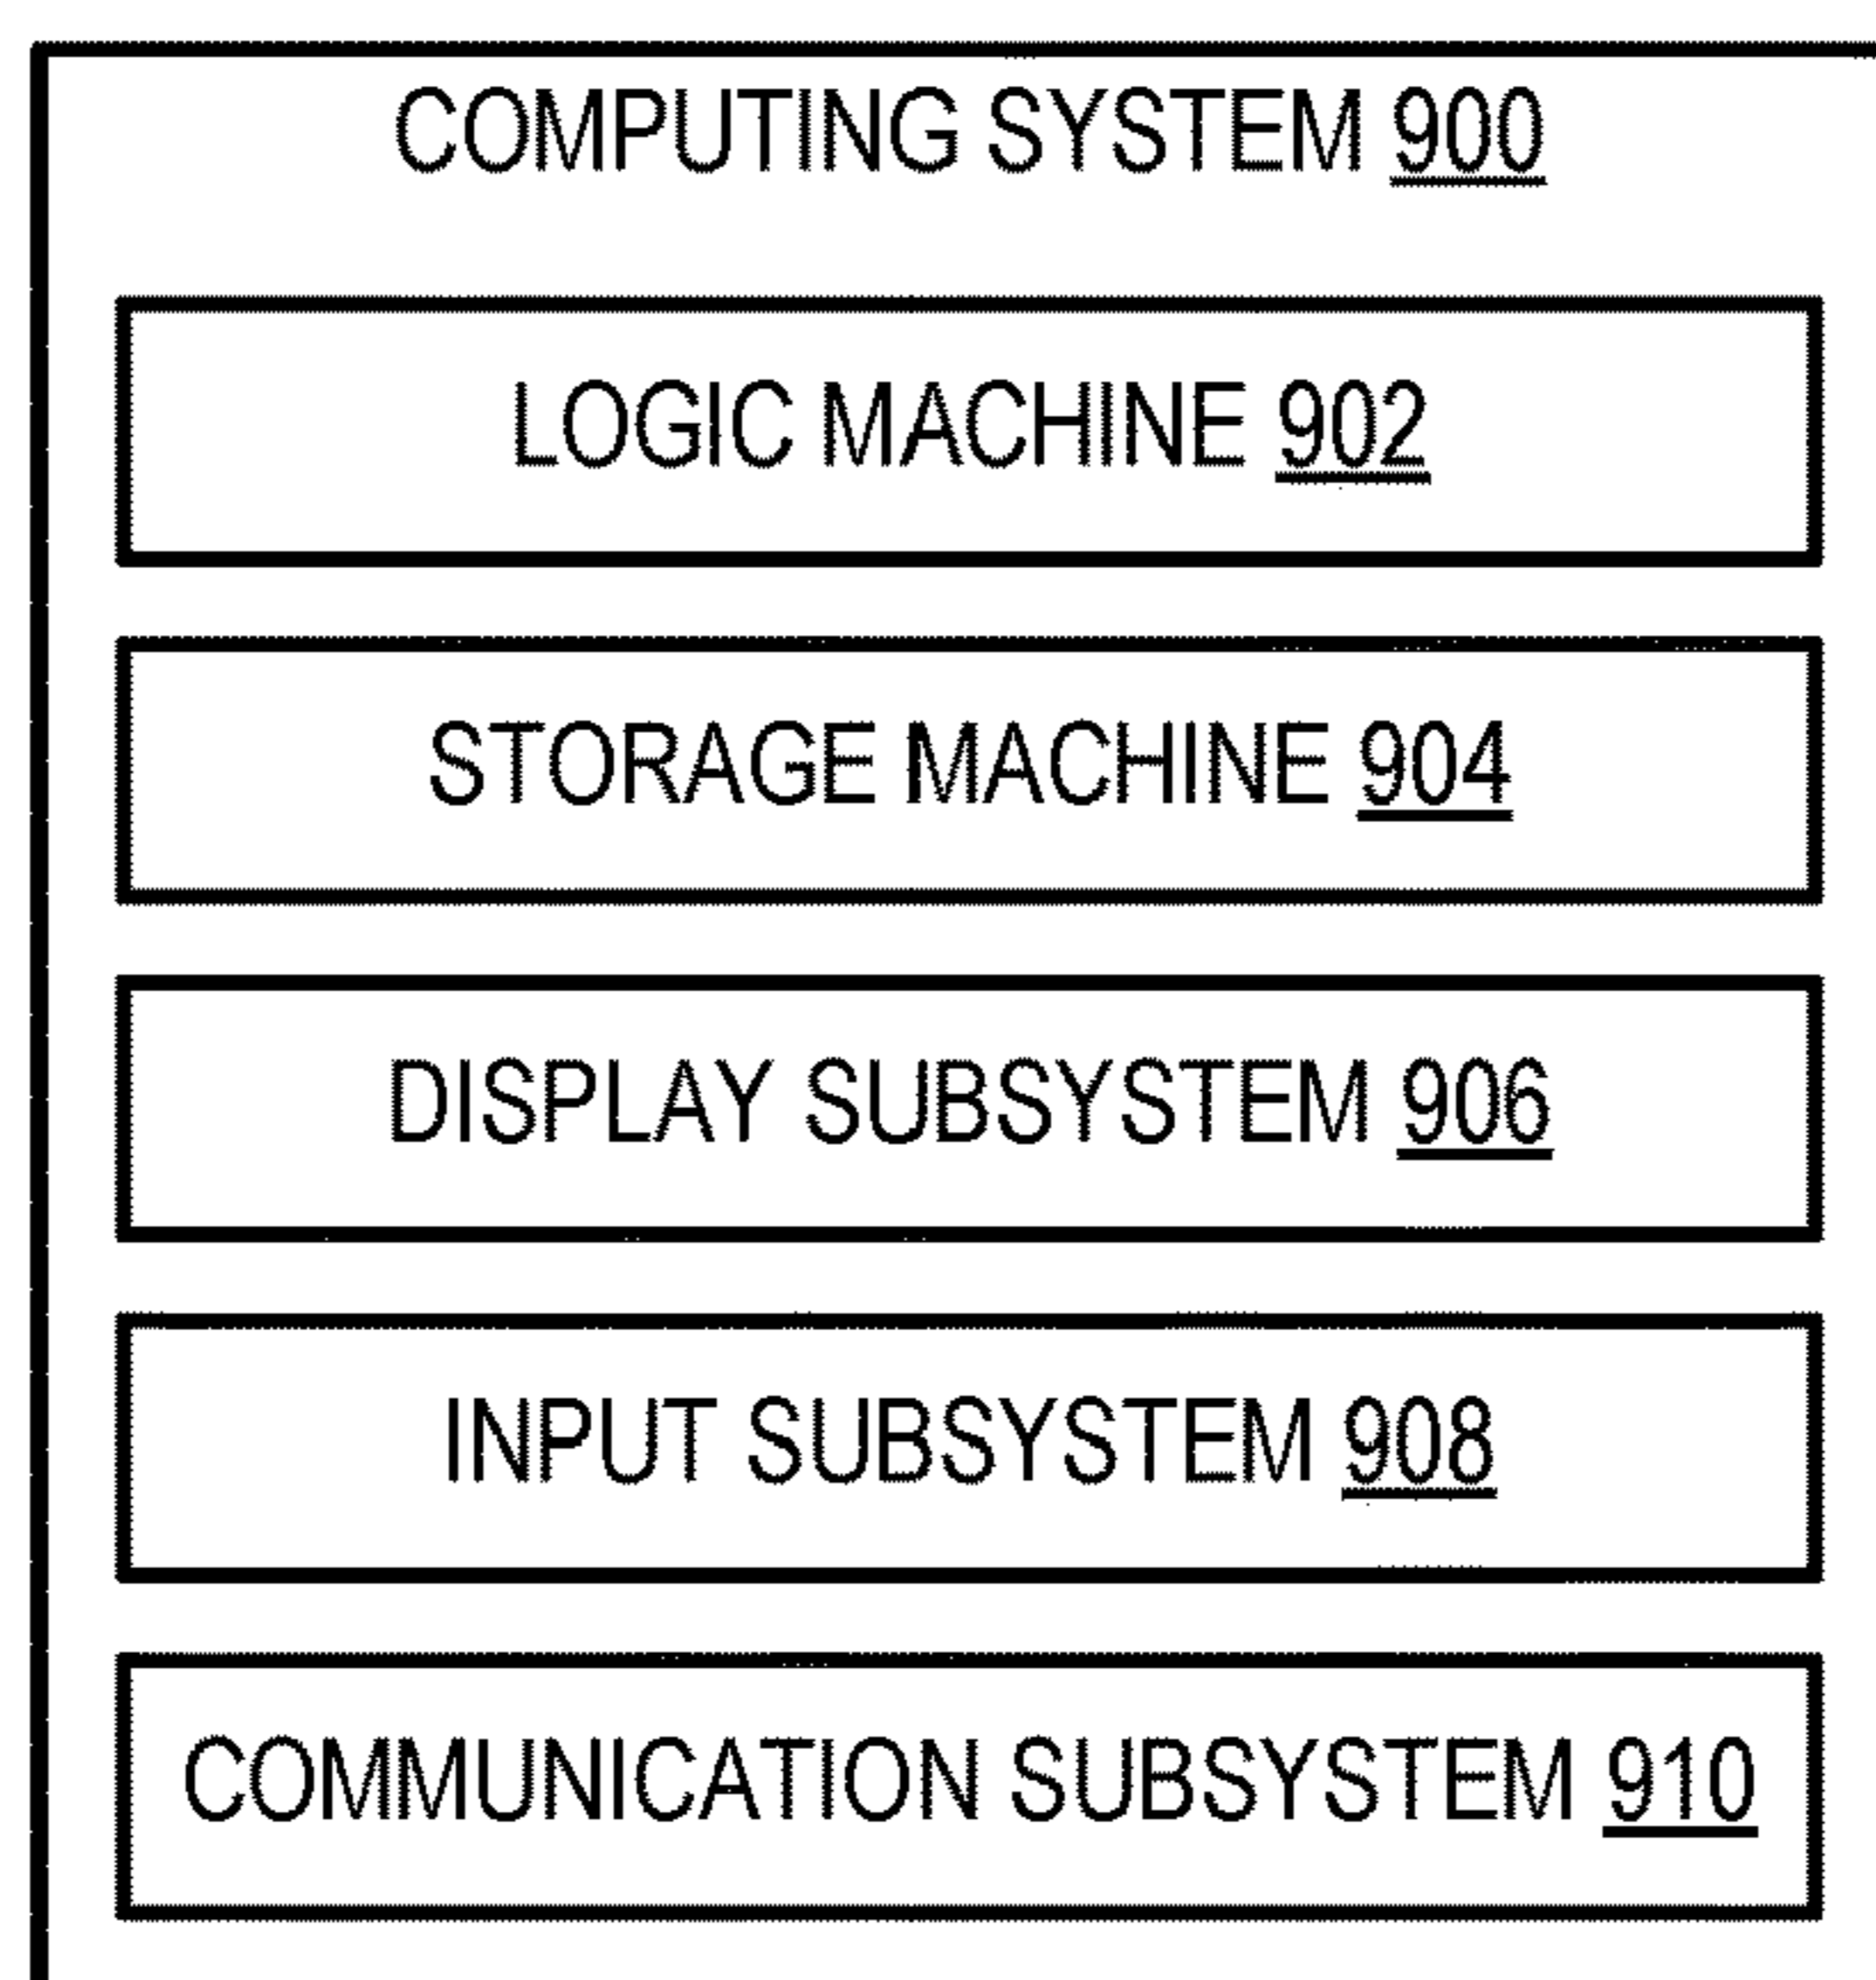 COMPUTING SYSTEM 900
LOGIC MACHINE 902
STORAGE MACHINE 904
DISPLAY SUBSYSTEM 906
INPUT SUBSYSTEM 908
COMMUNICATION SUBSYSTEM 910